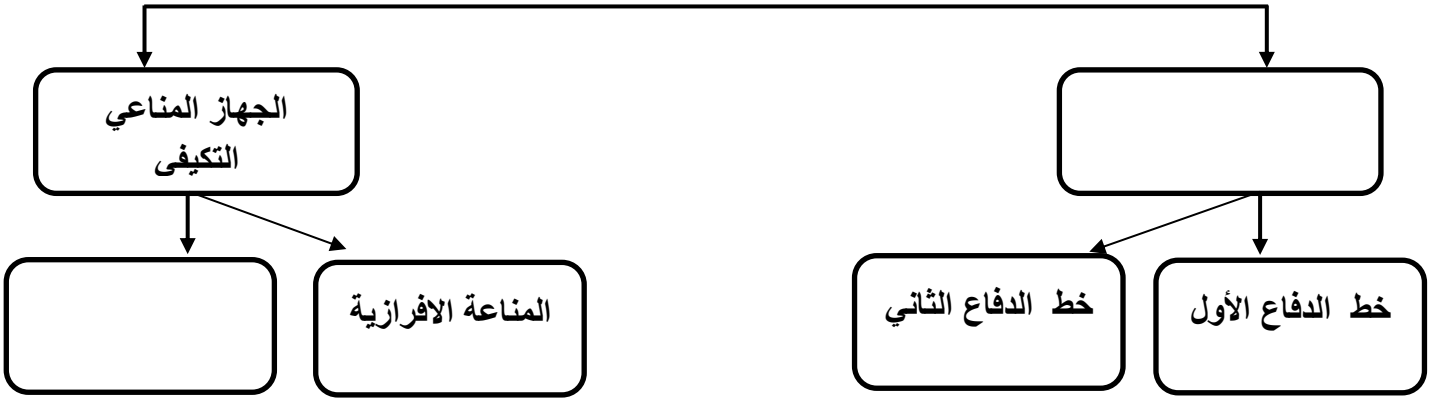 الجهاز المناعي
التكيفى
خط الدفاع الأول
خط الدفاع الثاني
المناعة الافرازية